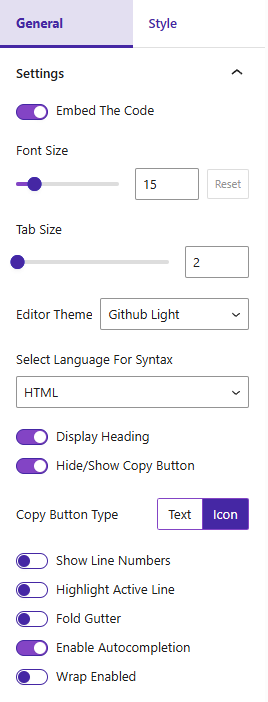 General Style
Settings
Embed The Code
Font Size
15 Reset
Tab Size
2
Editor Theme Github Light
Select Language For Syntax
HTML
Display Heading
Hide/Show Copy Button
Copy Button Type Text Icon
Show Line Numbers
Highlight Active Line
Fold Gutter
Enable Autocompletion
Wrap Enabled